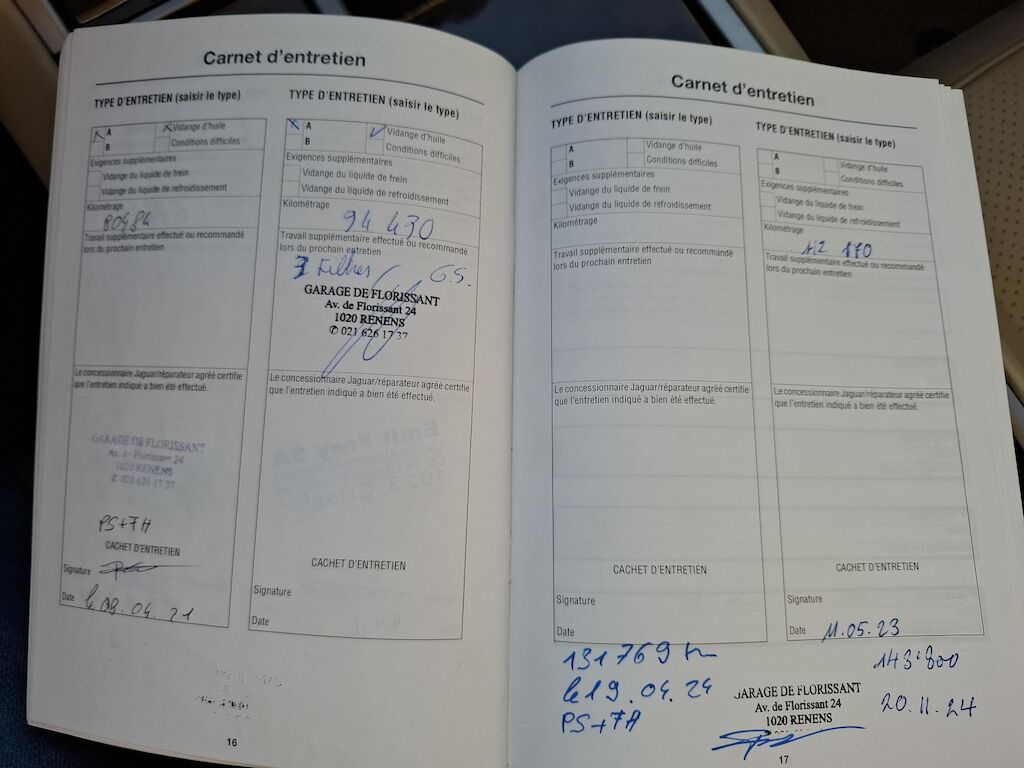 Carnet d'entretien
TYPE D'ENTRETIEN (saisir le type)
A
Vidange d'huile
B
Conditions difficiles
Exigences supplémentaires
Vidange du liquide de frein
Vidange du liquide de refroidissement
Kilométrage
Travail supplémentaire effectué ou recommandé
lors du prochain entretien
Le concessionnaire Jaguar/réparateur agréé certifie
que l'entretien indiqué a bien été effectué.
GARAGE DE FLORISSANT
Av. de Florissant 24
1020 RENENS
✆ 021 626 17 37
PS+7A
CACHET D'ENTRETIEN
Signature
Date le 09.04.21
TYPE D'ENTRETIEN (saisir le type)
A
Vidange d'huile
B
Conditions difficiles
Exigences supplémentaires
Vidange du liquide de frein
Vidange du liquide de refroidissement
Kilométrage
94 430
Travail supplémentaire effectué ou recommandé
lors du prochain entretien
3 Filtres G.S.
GARAGE DE FLORISSANT
Av. de Florissant 24
1020 RENENS
✆ 021 626 17 37
Le concessionnaire Jaguar/réparateur agréé certifie
que l'entretien indiqué a bien été effectué.
CACHET D'ENTRETIEN
Signature
Date
16
Carnet d'entretien
TYPE D'ENTRETIEN (saisir le type)
A
Vidange d'huile
B
Conditions difficiles
Exigences supplémentaires
Vidange du liquide de frein
Vidange du liquide de refroidissement
Kilométrage
Travail supplémentaire effectué ou recommandé
lors du prochain entretien
Le concessionnaire Jaguar/réparateur agréé certifie
que l'entretien indiqué a bien été effectué.
CACHET D'ENTRETIEN
Signature
Date
131769 km
le 19.04.24
PS+7A
TYPE D'ENTRETIEN (saisir le type)
A
Vidange d'huile
B
Conditions difficiles
Exigences supplémentaires
Vidange du liquide de frein
Vidange du liquide de refroidissement
Kilométrage
112 170
Travail supplémentaire effectué ou recommandé
lors du prochain entretien
Le concessionnaire Jaguar/réparateur agréé certifie
que l'entretien indiqué a bien été effectué.
CACHET D'ENTRETIEN
Signature
Date 11.05.23
143'800
20.11.24
GARAGE DE FLORISSANT
Av. de Florissant 24
1020 RENENS
17